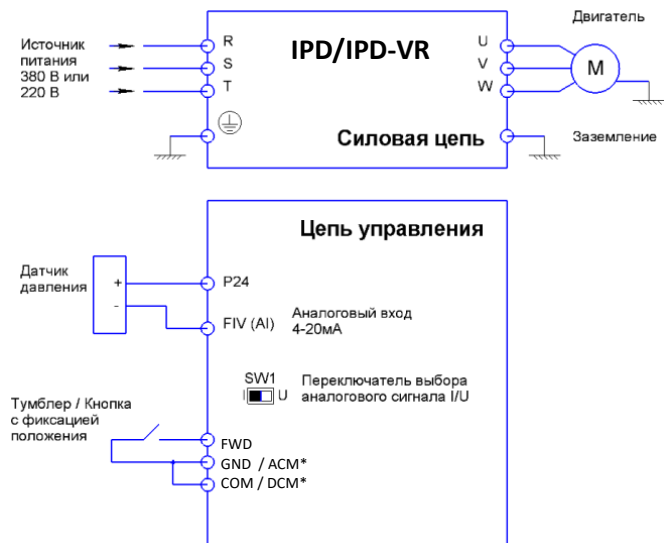 Двигатель
Источник
питания
380 В или
220 В
R
S
T
IPD/IPD-VR
U
V
W
M
Силовая цепь
Заземление
Цепь управления
Датчик
давления
+
-
P24
FIV (AI)
Аналоговый вход
4-20мА
SW1
I U
Переключатель выбора
аналогового сигнала I/U
Тумблер / Кнопка
с фиксацией
положения
FWD
GND / ACM*
COM / DCM*